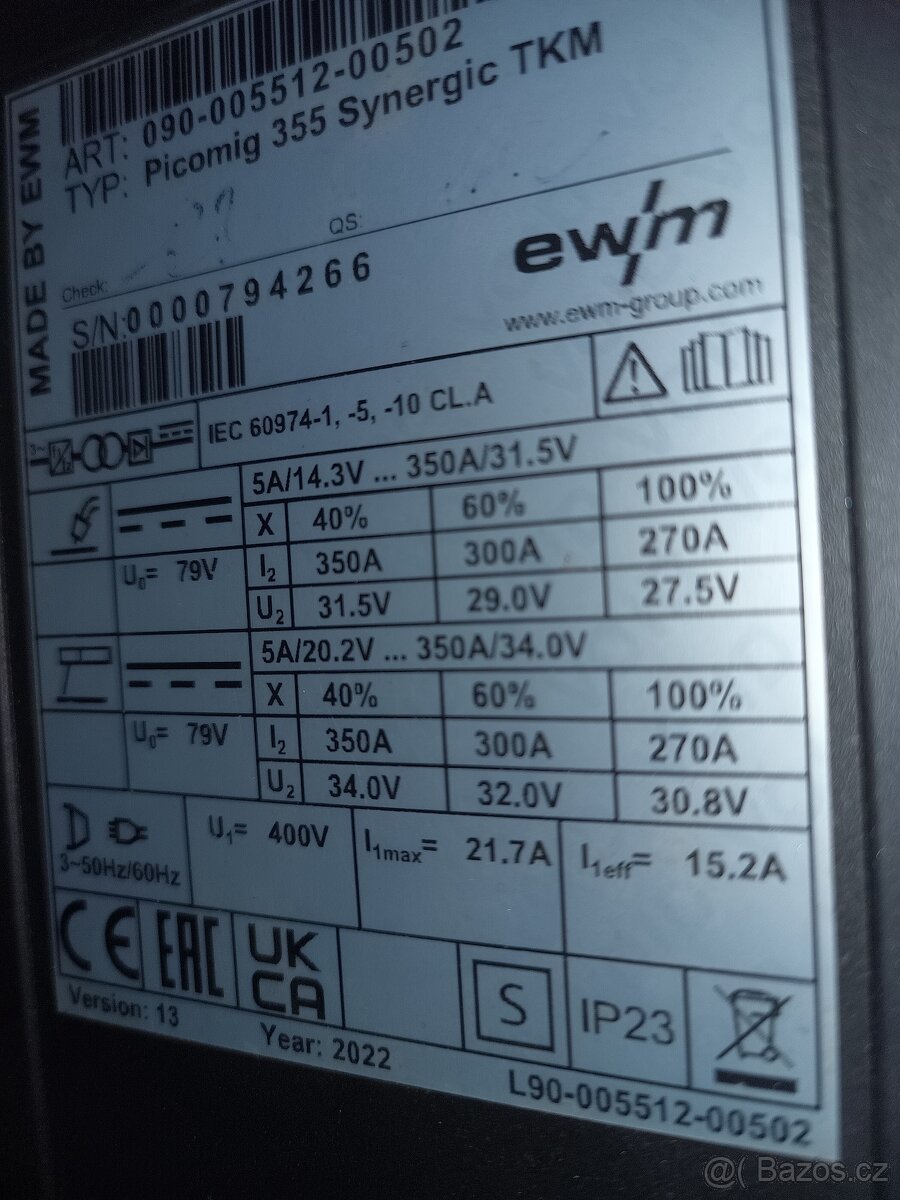 MADE BY EWM
ART: 090-005512-00502
TYP: Picomig 355 Synergic TKM
Check:
QS:
S/N:0000794266
ewm
www.ewm-group.com
3~
IEC 60974-1, -5, -10 CL.A
5A/14.3V ... 350A/31.5V
X 40% 60% 100%
U0= 79V I2 350A 300A 270A
U2 31.5V 29.0V 27.5V
5A/20.2V ... 350A/34.0V
X 40% 60% 100%
U0= 79V I2 350A 300A 270A
U2 34.0V 32.0V 30.8V
3~50Hz/60Hz U1= 400V I1max= 21.7A I1eff= 15.2A
CE EAC UK CA S IP23
Version: 13
Year: 2022
L90-005512-00502
@( Bazos.cz